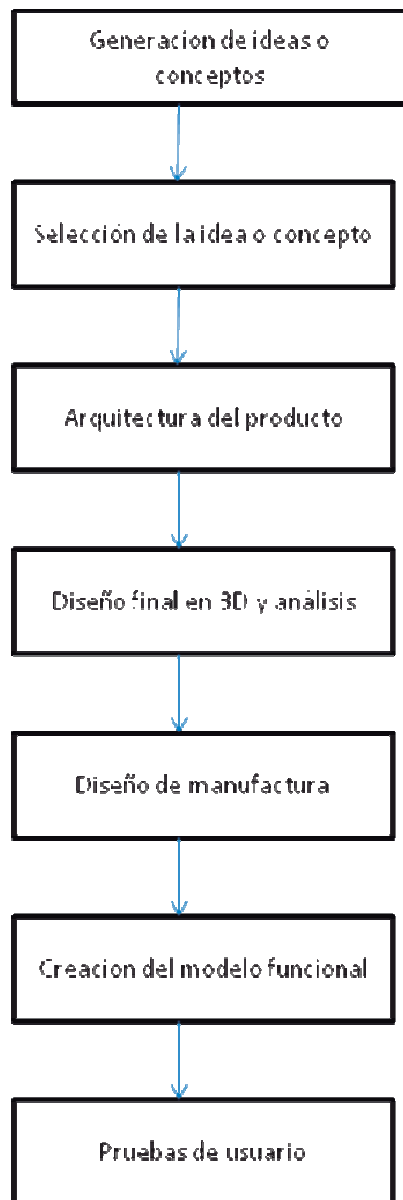 Generacion de ideas o
conceptos
Selección de la idea o concepto
Arquitectura del producto
Diseño final en 3D y análisis
Diseño de manufactura
Creacion del modelo funcional
Pruebas de usuario